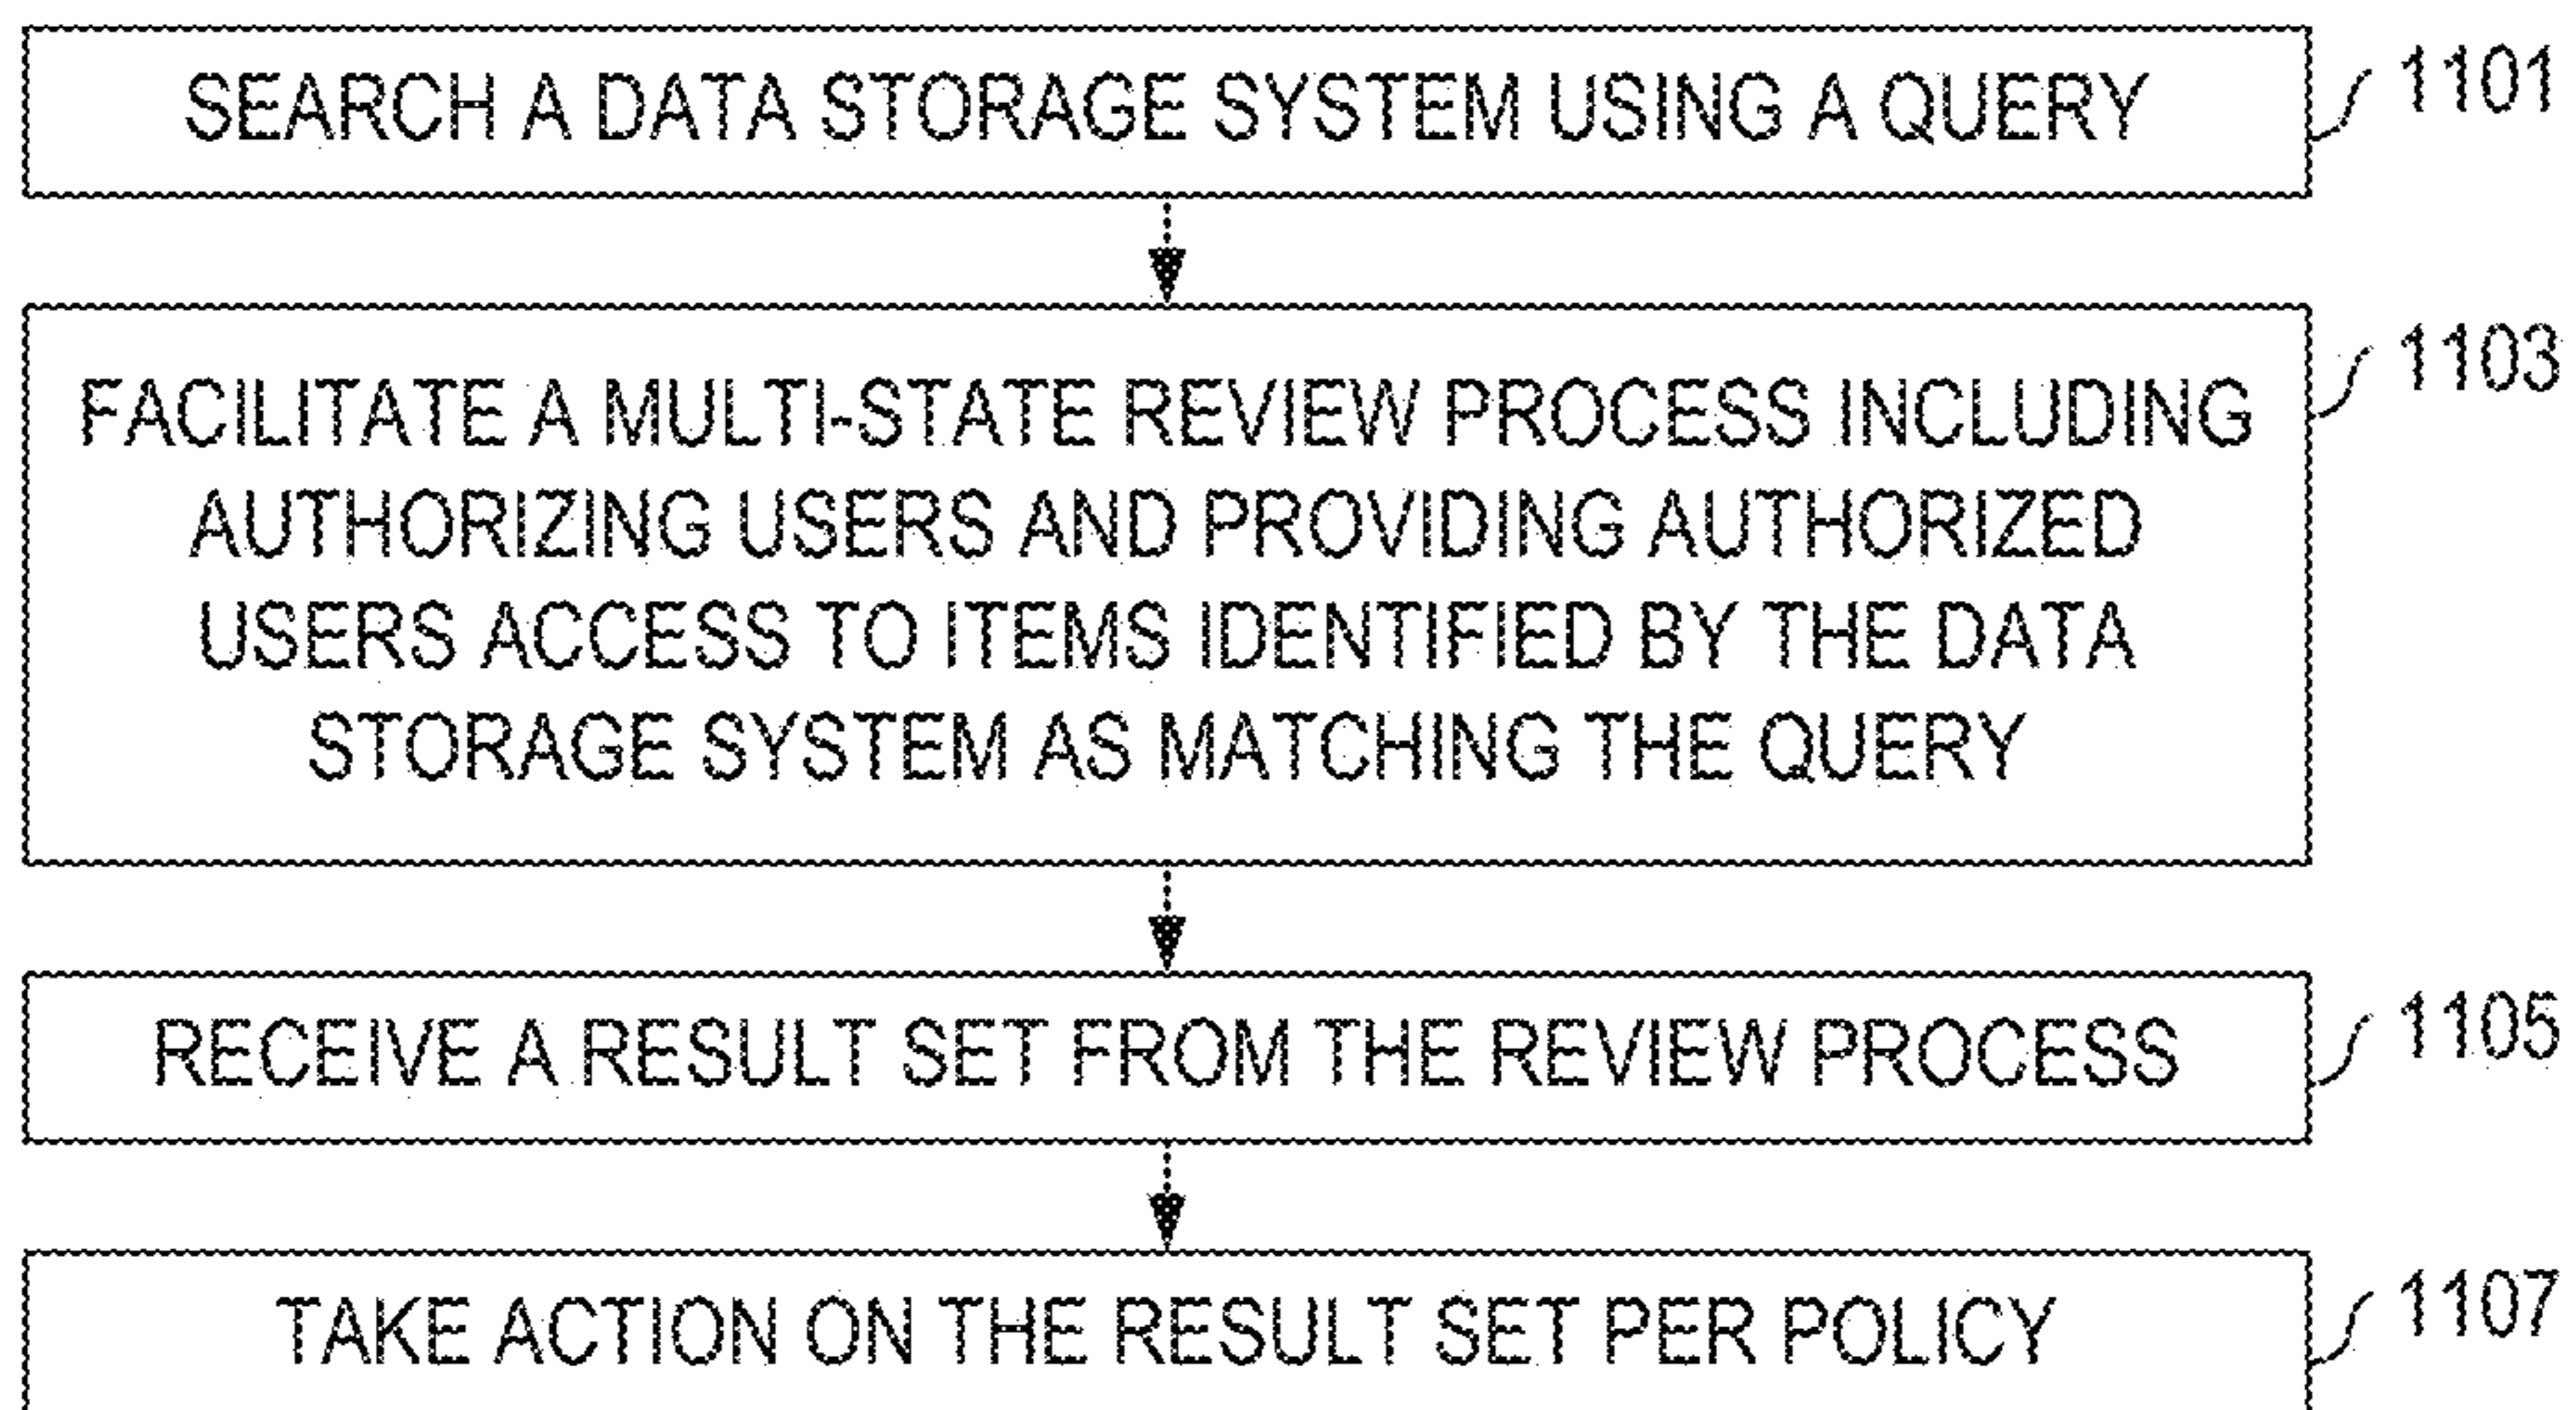 SEARCH A DATA STORAGE SYSTEM USING A QUERY
1101
FACILITATE A MULTI-STATE REVIEW PROCESS INCLUDING
1103
AUTHORIZING USERS AND PROVIDING AUTHORIZED
USERS ACCESS TO ITEMS IDENTIFIED BY THE DATA
STORAGE SYSTEM AS MATCHING THE QUERY
RECEIVE A RESULT SET FROM THE REVIEW PROCESS
1105
TAKE ACTION ON THE RESULT SET PER POLICY
1107